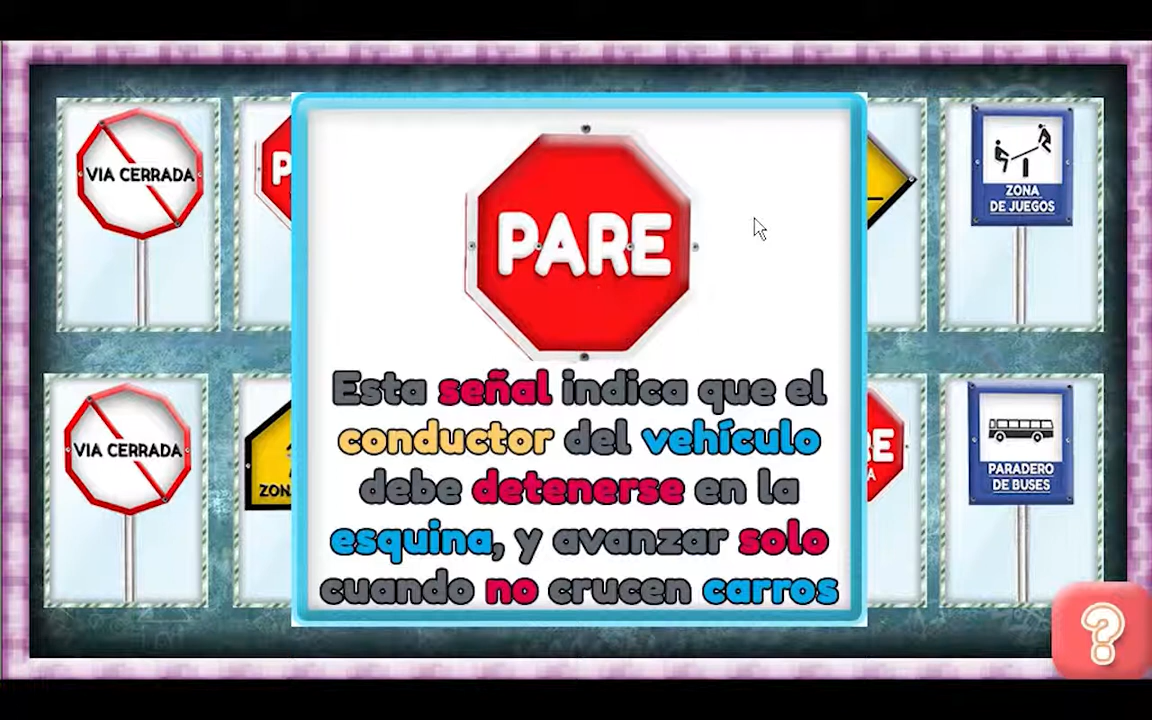 VIA CERRADA
ZONA
DE JUEGOS
PARE
Esta señal indica que el
conductor del vehículo
debe detenerse en la
esquina, y avanzar solo
cuando no crucen carros
VIA CERRADA
PARADERO
DE BUSES
?